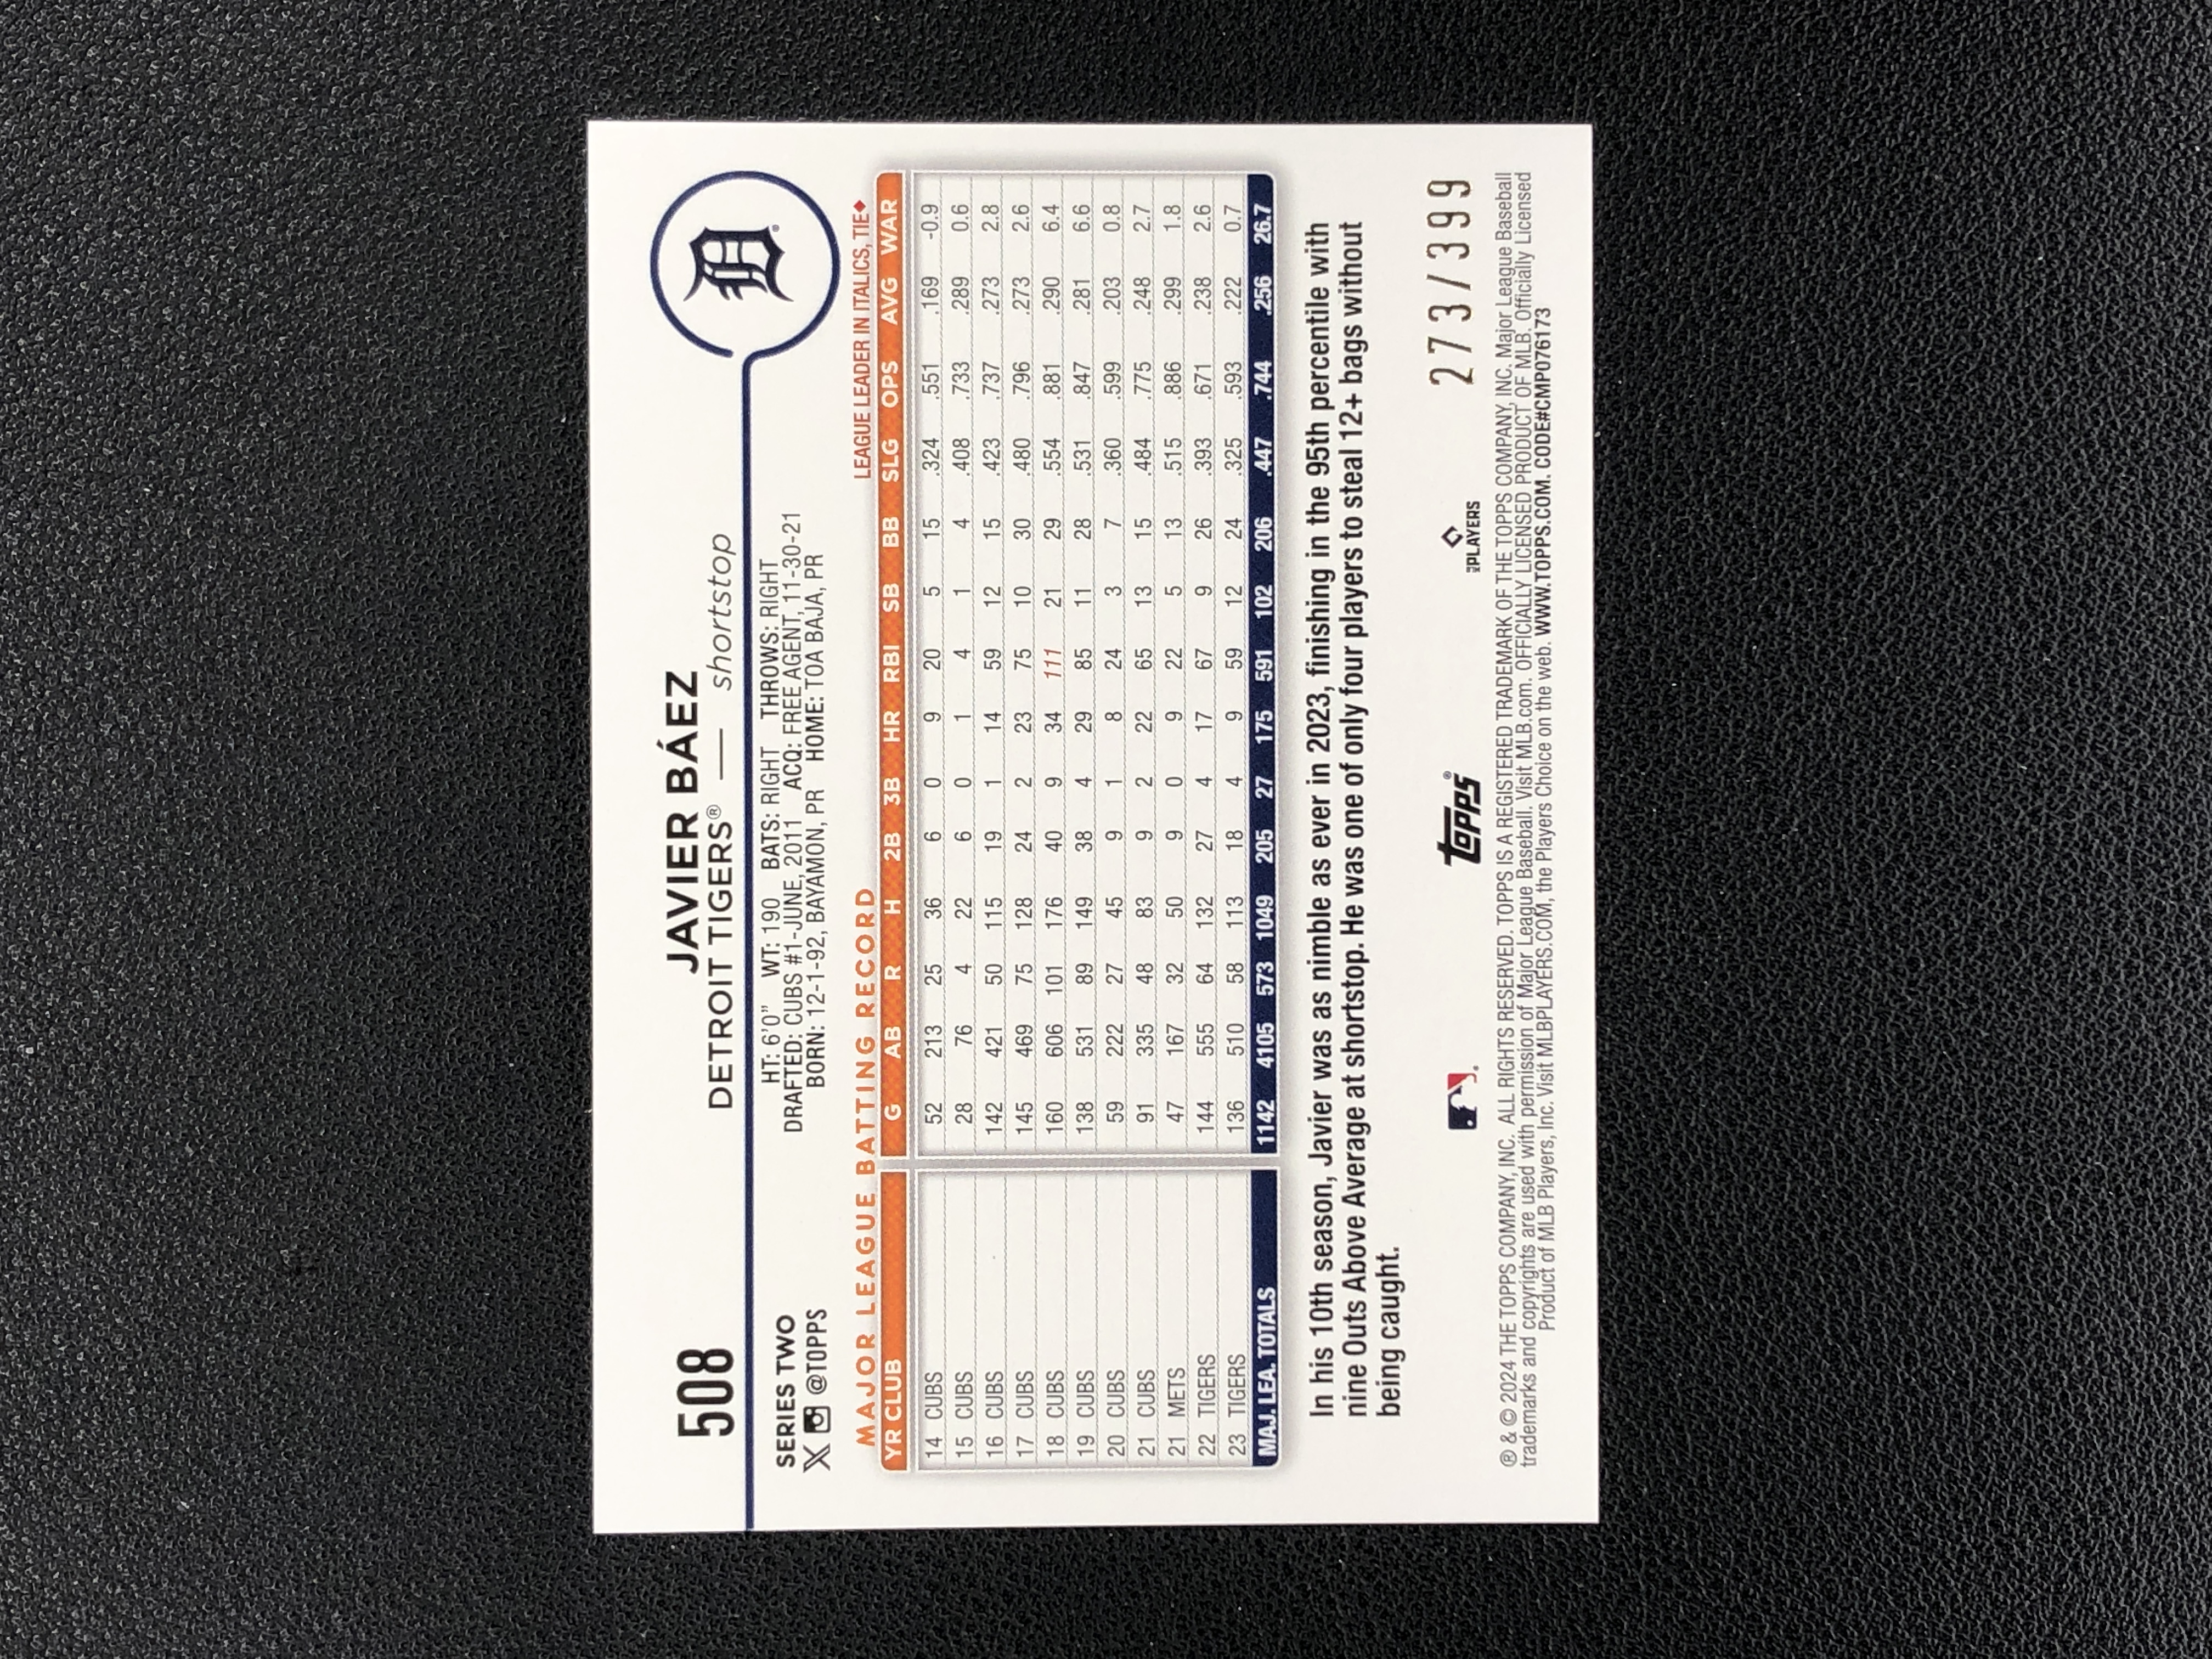 508
JAVIER BÁEZ
DETROIT TIGERS® — shortstop
D
SERIES TWO
X @TOPPS
HT: 6'0" WT: 190 BATS: RIGHT THROWS: RIGHT
DRAFTED: CUBS #1-JUNE, 2011 ACQ: FREE AGENT, 11-30-21
BORN: 12-1-92, BAYAMON, PR HOME: TOA BAJA, PR
MAJOR LEAGUE BATTING RECORD LEAGUE LEADER IN ITALICS, TIE♦
YR CLUB G AB R H 2B 3B HR RBI SB BB SLG OPS AVG WAR
14 CUBS 52 213 25 36 6 0 9 20 5 15 .324 .551 .169 -0.9
15 CUBS 28 76 4 22 6 0 1 4 1 4 .408 .733 .289 0.6
16 CUBS 142 421 50 115 19 1 14 59 12 15 .423 .737 .273 2.8
17 CUBS 145 469 75 128 24 2 23 75 10 30 .480 .796 .273 2.6
18 CUBS 160 606 101 176 40 9 34 111 21 29 .554 .881 .290 6.4
19 CUBS 138 531 89 149 38 4 29 85 11 28 .531 .847 .281 6.6
20 CUBS 59 222 27 45 9 1 8 24 3 7 .360 .599 .203 0.8
21 CUBS 91 335 48 83 9 2 22 65 13 15 .484 .775 .248 2.7
21 METS 47 167 32 50 9 0 9 22 5 13 .515 .886 .299 1.8
22 TIGERS 144 555 64 132 27 4 17 67 9 26 .393 .671 .238 2.6
23 TIGERS 136 510 58 113 18 4 9 59 12 24 .325 .593 .222 0.7
MAJ. LEA. TOTALS 1142 4105 573 1049 205 27 175 591 102 206 .447 .744 .256 26.7
In his 10th season, Javier was as nimble as ever in 2023, finishing in the 95th percentile with
nine Outs Above Average at shortstop. He was one of only four players to steal 12+ bags without
being caught.
273/399
topps®
PLAYERS
® & © 2024 THE TOPPS COMPANY, INC. ALL RIGHTS RESERVED. TOPPS IS A REGISTERED TRADEMARK OF THE TOPPS COMPANY, INC. Major League Baseball
trademarks and copyrights are used with permission of Major League Baseball. Visit MLB.com. OFFICIALLY LICENSED PRODUCT OF MLB. Officially Licensed
Product of MLB Players, Inc. Visit MLBPLAYERS.COM, the Players Choice on the web. WWW.TOPPS.COM. CODE#CMP076173